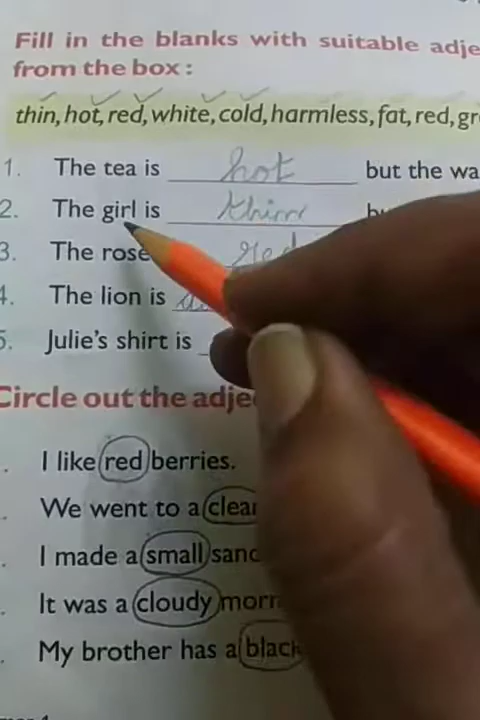 Fill in the blanks with suitable adje
from the box :
thin, hot, red, white, cold, harmless, fat, red, gr
1. The tea is hot but the wa
2. The girl is thin
3. The rose red
4. The lion is
5. Julie's shirt is
Circle out the adje
I like red berries.
We went to a clear
I made a small sand
It was a cloudy morn
My brother has a black